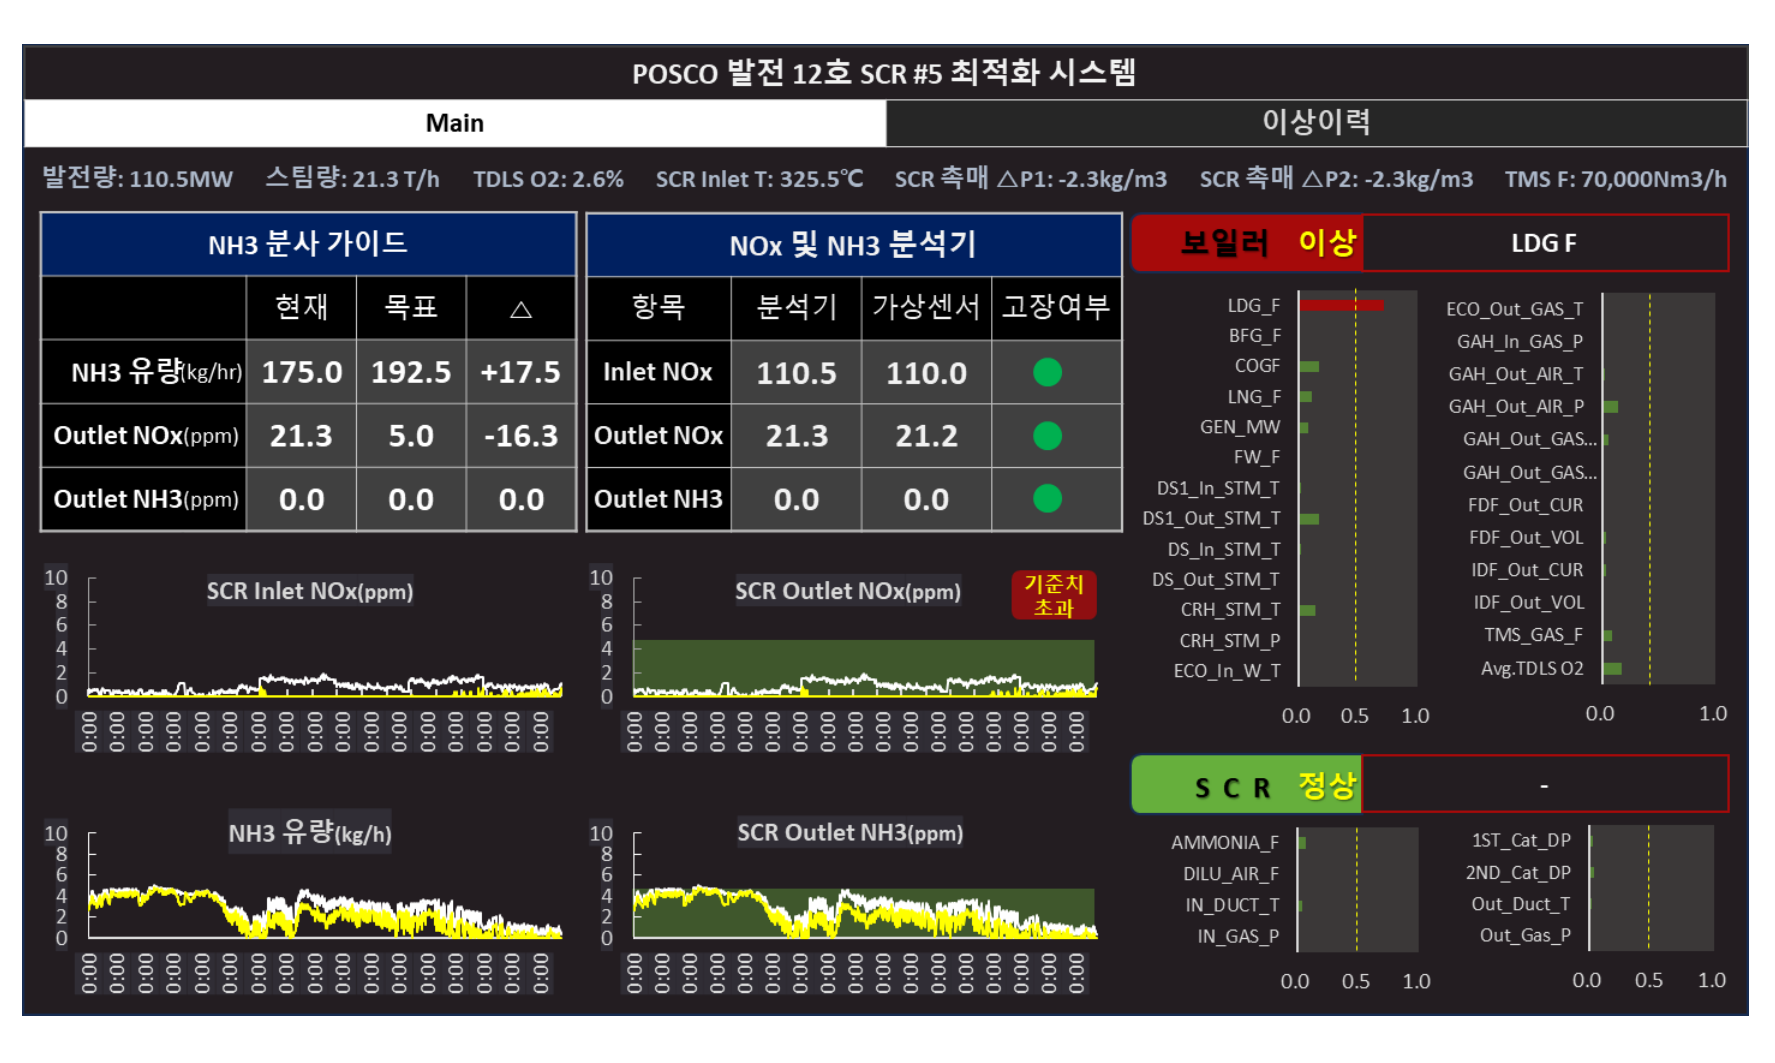 POSCO 발전 12호 SCR #5 최적화 시스템
Main
이상이력
발전량: 110.5MW 스팀량: 21.3 T/h TDLS O2: 2.6% SCR Inlet T: 325.5℃ SCR 촉매 △P1: -2.3kg/m3 SCR 촉매 △P2: -2.3kg/m3 TMS F: 70,000Nm3/h
NH3 분사 가이드
현재 목표 △
NH3 유량(kg/hr) 175.0 192.5 +17.5
Outlet NOx(ppm) 21.3 5.0 -16.3
Outlet NH3(ppm) 0.0 0.0 0.0
NOx 및 NH3 분석기
항목 분석기 가상센서 고장여부
Inlet NOx 110.5 110.0
Outlet NOx 21.3 21.2
Outlet NH3 0.0 0.0
보일러 이상 LDG F
LDG_F
BFG_F
COGF
LNG_F
GEN_MW
FW_F
DS1_In_STM_T
DS1_Out_STM_T
DS_In_STM_T
DS_Out_STM_T
CRH_STM_T
CRH_STM_P
ECO_In_W_T
0.0 0.5 1.0
ECO_Out_GAS_T
GAH_In_GAS_P
GAH_Out_AIR_T
GAH_Out_AIR_P
GAH_Out_GAS...
GAH_Out_GAS...
FDF_Out_CUR
FDF_Out_VOL
IDF_Out_CUR
IDF_Out_VOL
TMS_GAS_F
Avg.TDLS O2
0.0 1.0
SCR Inlet NOx(ppm)
10
8
6
4
2
0
0:00 0:00 0:00 0:00 0:00 0:00 0:00 0:00 0:00 0:00 0:00 0:00 0:00 0:00 0:00 0:00 0:00
SCR Outlet NOx(ppm)
기준치
초과
10
8
6
4
2
0
0:00 0:00 0:00 0:00 0:00 0:00 0:00 0:00 0:00 0:00 0:00 0:00 0:00 0:00 0:00 0:00 0:00
NH3 유량(kg/h)
10
8
6
4
2
0
0:00 0:00 0:00 0:00 0:00 0:00 0:00 0:00 0:00 0:00 0:00 0:00 0:00 0:00 0:00 0:00 0:00
SCR Outlet NH3(ppm)
10
8
6
4
2
0
0:00 0:00 0:00 0:00 0:00 0:00 0:00 0:00 0:00 0:00 0:00 0:00 0:00 0:00 0:00 0:00 0:00
S C R 정상 -
AMMONIA_F
DILU_AIR_F
IN_DUCT_T
IN_GAS_P
0.0 0.5 1.0
1ST_Cat_DP
2ND_Cat_DP
Out_Duct_T
Out_Gas_P
0.0 0.5 1.0